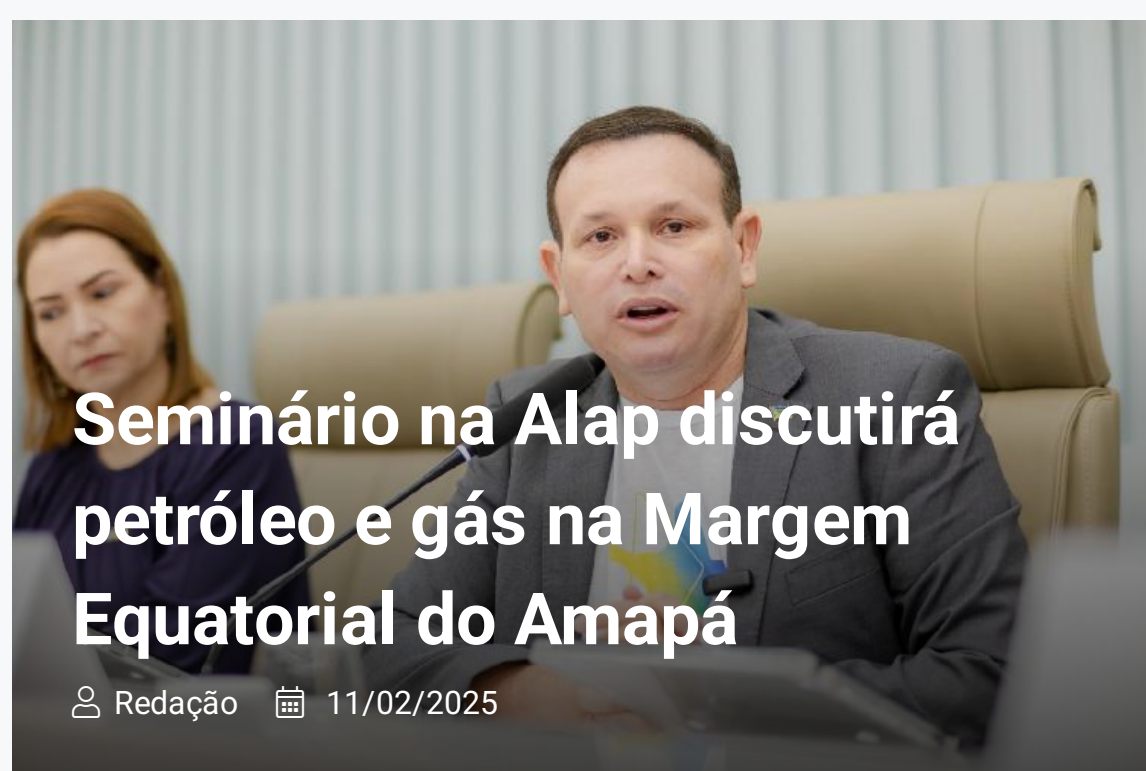 Seminário na Alap discutirá
petróleo e gás na Margem
Equatorial do Amapá
Redação 11/02/2025